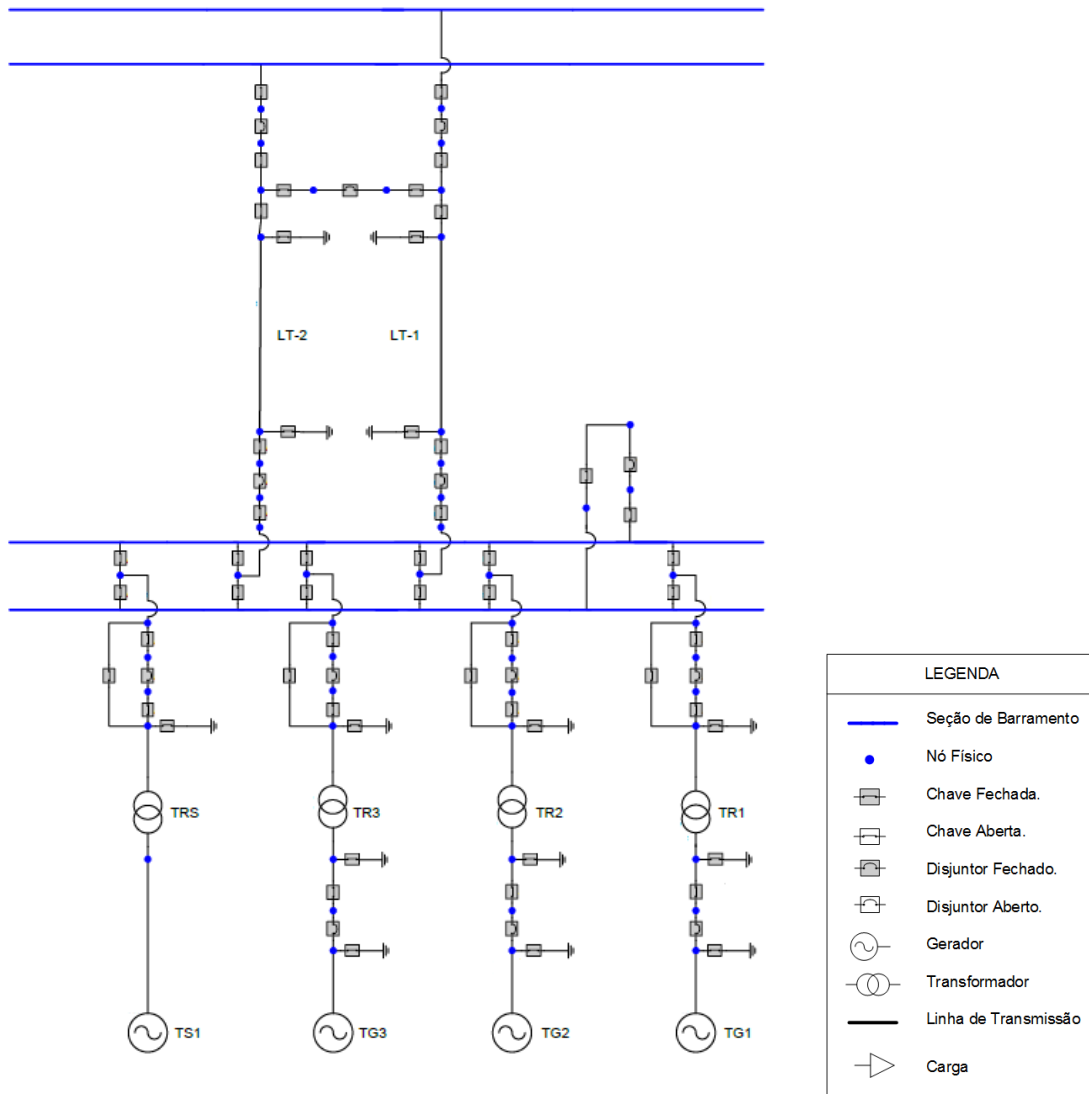 LT-2
LT-1
TRS
TR3
TR2
TR1
TS1
TG3
TG2
TG1
LEGENDA
Seção de Barramento
Nó Físico
Chave Fechada.
Chave Aberta.
Disjuntor Fechado.
Disjuntor Aberto.
Gerador
Transformador
Linha de Transmissão
Carga